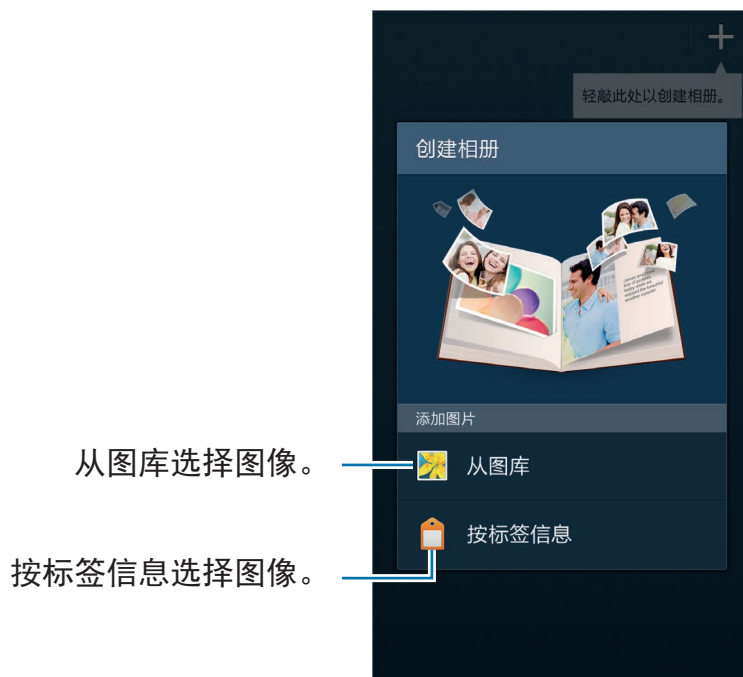 轻敲此处以创建相册。
创建相册
添加图片
从图库选择图像。
从图库
按标签信息
按标签信息选择图像。